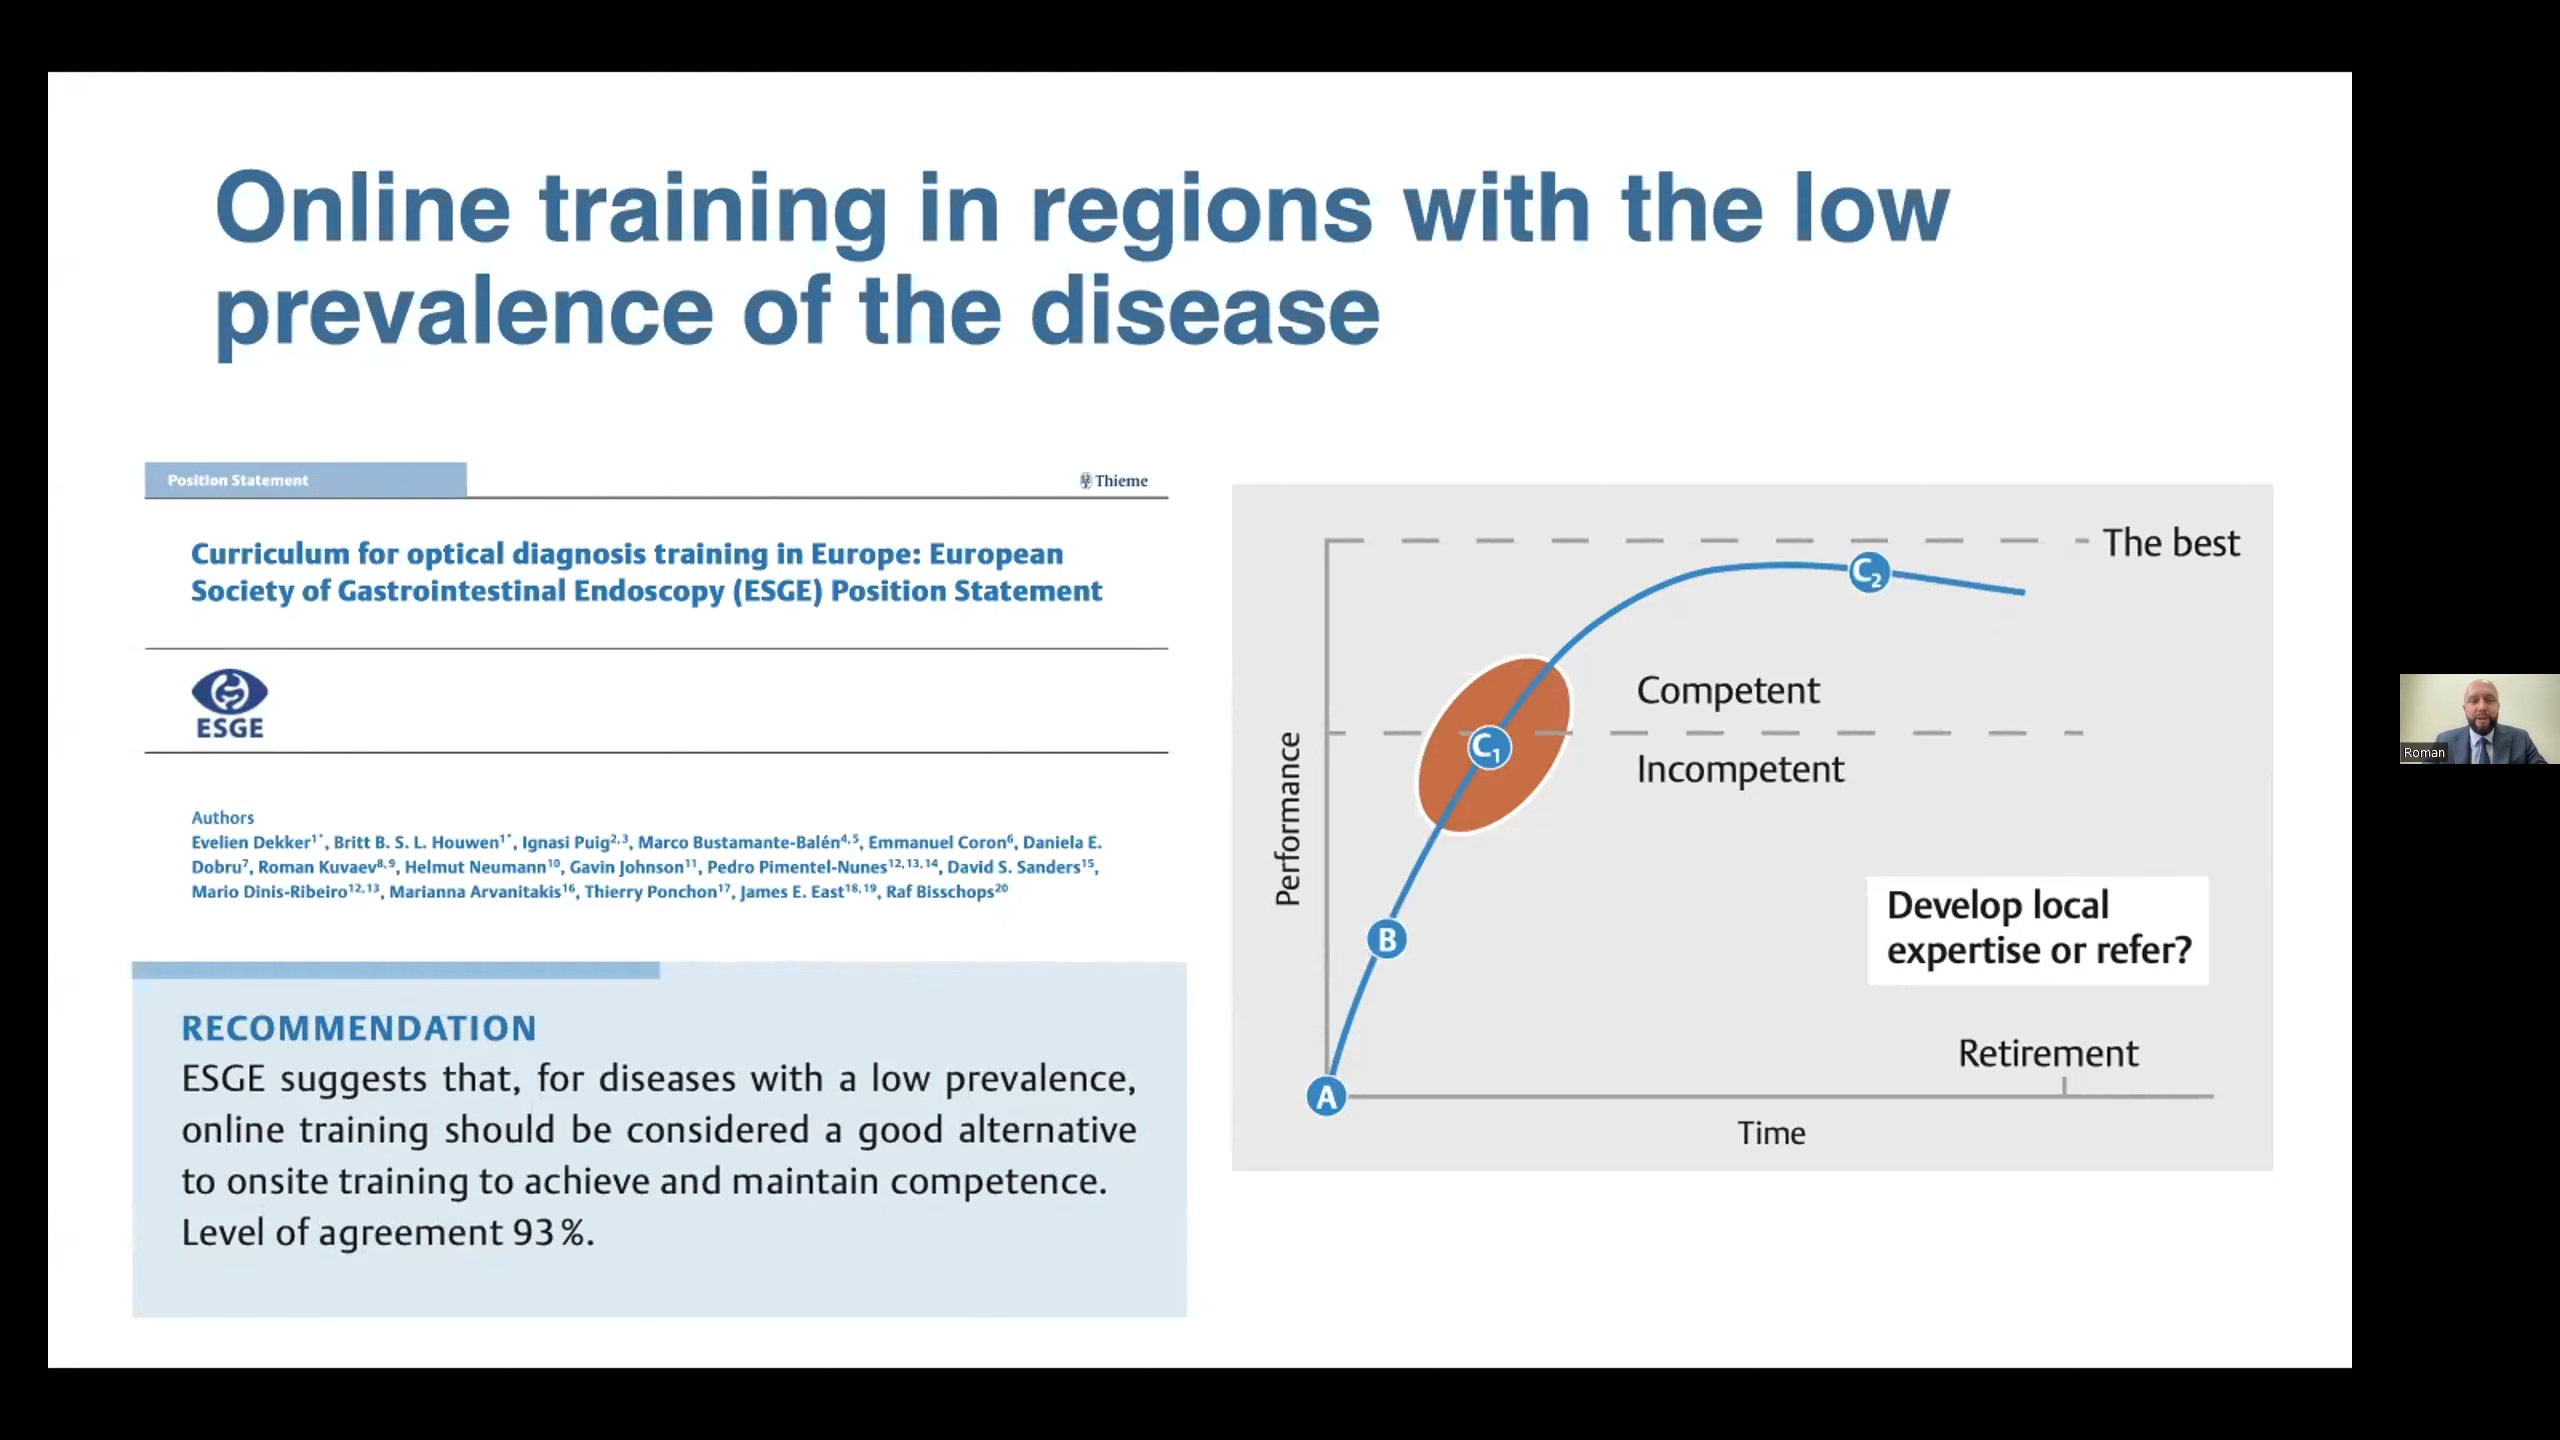 Online training in regions with the low
prevalence of the disease
Position Statement
Thieme
Curriculum for optical diagnosis training in Europe: European
Society of Gastrointestinal Endoscopy (ESGE) Position Statement
ESGE
Authors
Evelien Dekker1*, Britt B. S. L. Houwen1*, Ignasi Puig2,3, Marco Bustamante-Balén4,5, Emmanuel Coron6, Daniela E.
Dobru7, Roman Kuvaev8,9, Helmut Neumann10, Gavin Johnson11, Pedro Pimentel-Nunes12,13,14, David S. Sanders15,
Mario Dinis-Ribeiro12,13, Marianna Arvanitakis16, Thierry Ponchon17, James E. East18,19, Raf Bisschops20
RECOMMENDATION
ESGE suggests that, for diseases with a low prevalence,
online training should be considered a good alternative
to onsite training to achieve and maintain competence.
Level of agreement 93%.
The best
C2
Competent
C1
Incompetent
Performance
B
Develop local
expertise or refer?
Retirement
A
Time
Roman